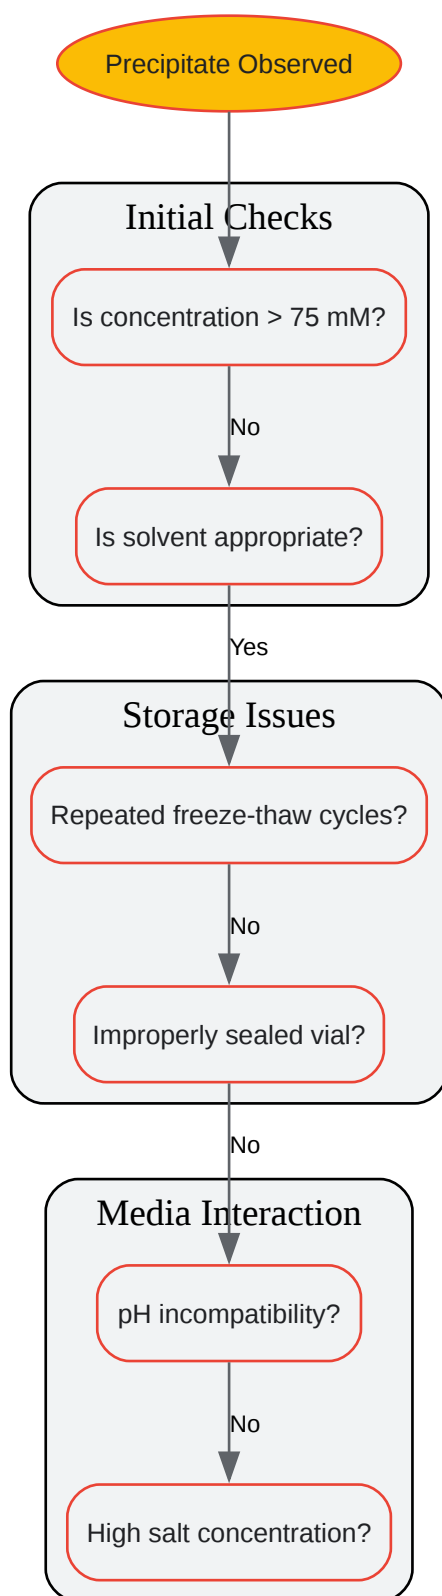 Precipitate Observed
Initial Checks
Is concentration > 75 mM?
No
Is solvent appropriate?
Yes
Storage Issues
Repeated freeze-thaw cycles?
No
Improperly sealed vial?
No
Media Interaction
pH incompatibility?
No
High salt concentration?